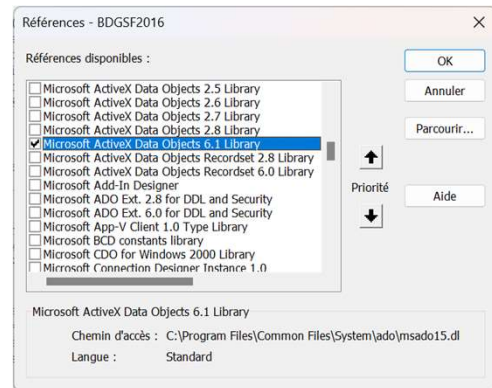 Références - BDGSF2016
Références disponibles :
Microsoft ActiveX Data Objects 2.5 Library
Microsoft ActiveX Data Objects 2.6 Library
Microsoft ActiveX Data Objects 2.7 Library
Microsoft ActiveX Data Objects 2.8 Library
Microsoft ActiveX Data Objects 6.1 Library
Microsoft ActiveX Data Objects Recordset 2.8 Library
Microsoft ActiveX Data Objects Recordset 6.0 Library
Microsoft Add-In Designer
Microsoft ADO Ext. 2.8 for DDL and Security
Microsoft ADO Ext. 6.0 for DDL and Security
Microsoft App-V Client 1.0 Type Library
Microsoft BCD constants library
Microsoft CDO for Windows 2000 Library
Microsoft Connection Designer Instance 1.0
Priorité
OK
Annuler
Parcourir...
Aide
Microsoft ActiveX Data Objects 6.1 Library
Chemin d'accès : C:\Program Files\Common Files\System\ado\msado15.dl
Langue : Standard